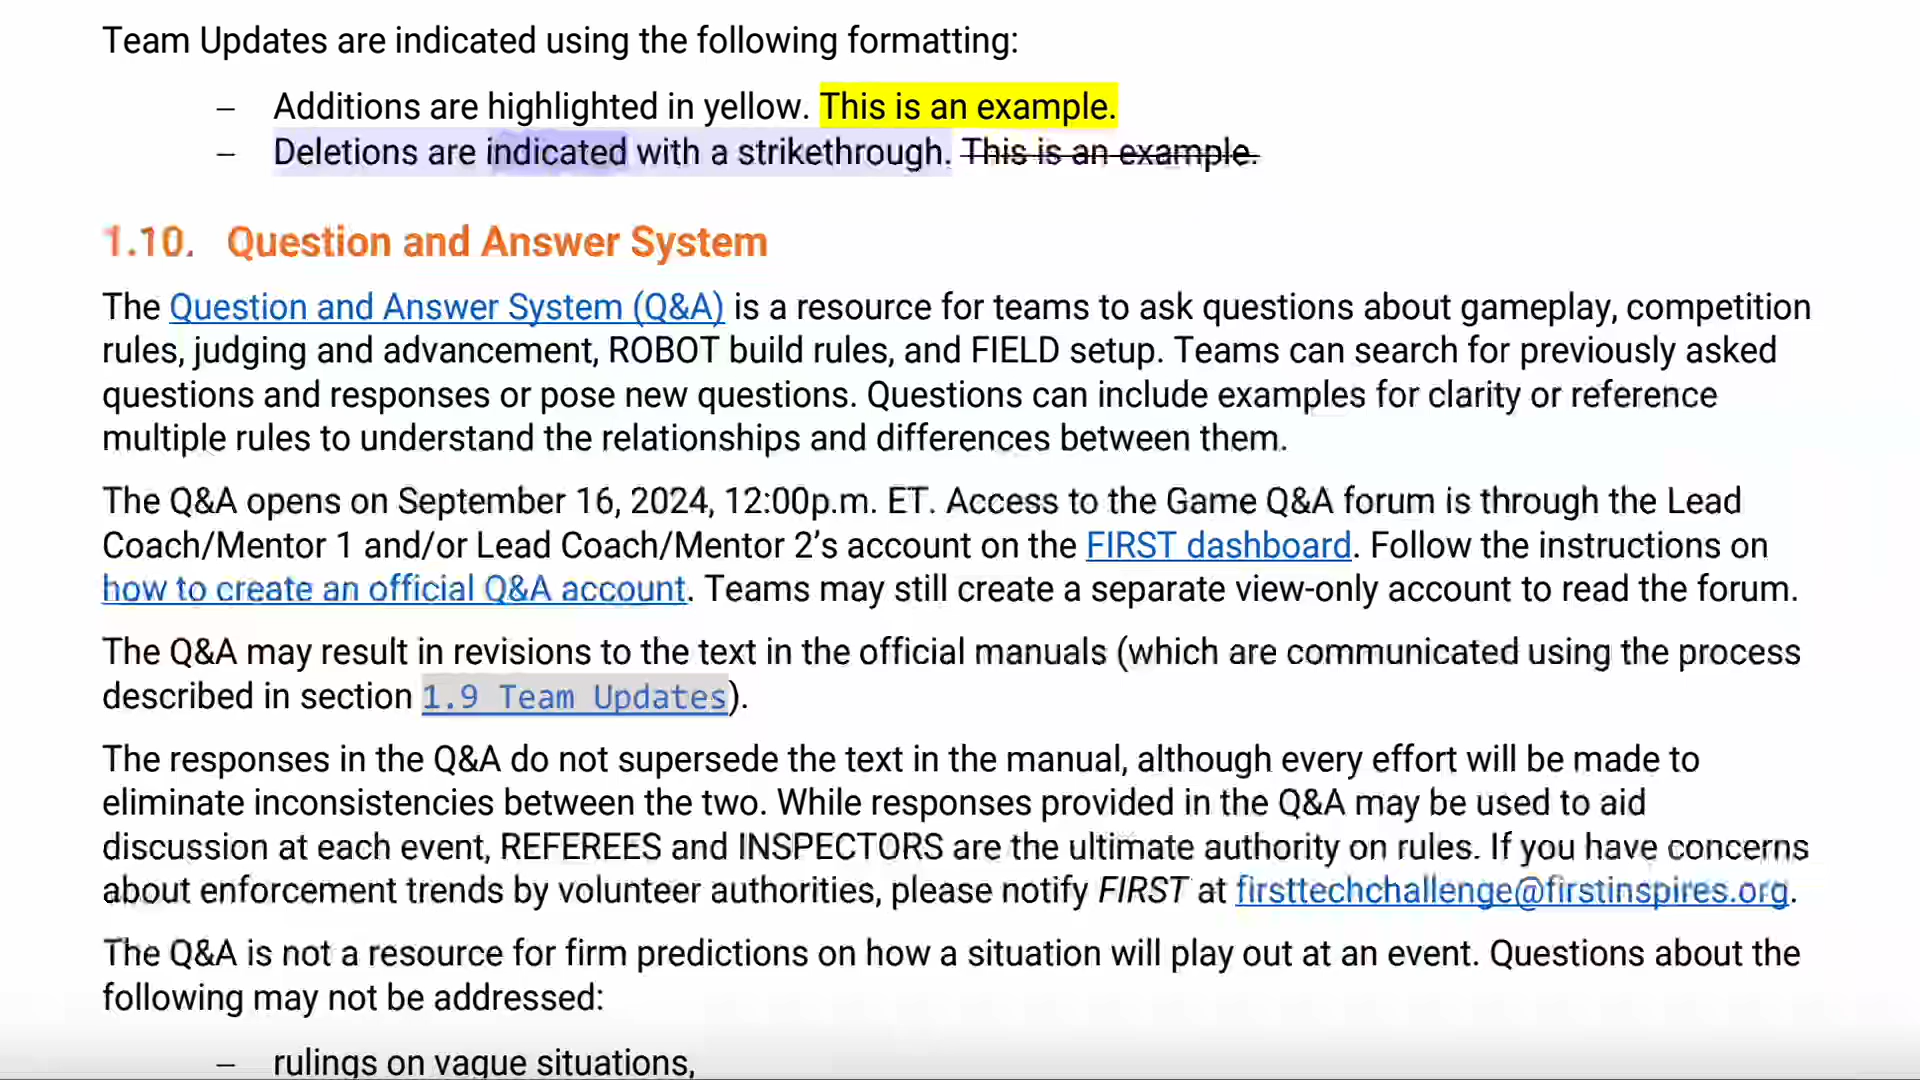 Team Updates are indicated using the following formatting:
– Additions are highlighted in yellow. This is an example.
– Deletions are indicated with a strikethrough. This is an example.
1.10. Question and Answer System
The Question and Answer System (Q&A) is a resource for teams to ask questions about gameplay, competition
rules, judging and advancement, ROBOT build rules, and FIELD setup. Teams can search for previously asked
questions and responses or pose new questions. Questions can include examples for clarity or reference
multiple rules to understand the relationships and differences between them.
The Q&A opens on September 16, 2024, 12:00p.m. ET. Access to the Game Q&A forum is through the Lead
Coach/Mentor 1 and/or Lead Coach/Mentor 2’s account on the FIRST dashboard. Follow the instructions on
how to create an official Q&A account. Teams may still create a separate view-only account to read the forum.
The Q&A may result in revisions to the text in the official manuals (which are communicated using the process
described in section 1.9 Team Updates).
The responses in the Q&A do not supersede the text in the manual, although every effort will be made to
eliminate inconsistencies between the two. While responses provided in the Q&A may be used to aid
discussion at each event, REFEREES and INSPECTORS are the ultimate authority on rules. If you have concerns
about enforcement trends by volunteer authorities, please notify FIRST at firsttechchallenge@firstinspires.org.
The Q&A is not a resource for firm predictions on how a situation will play out at an event. Questions about the
following may not be addressed:
– rulings on vague situations,